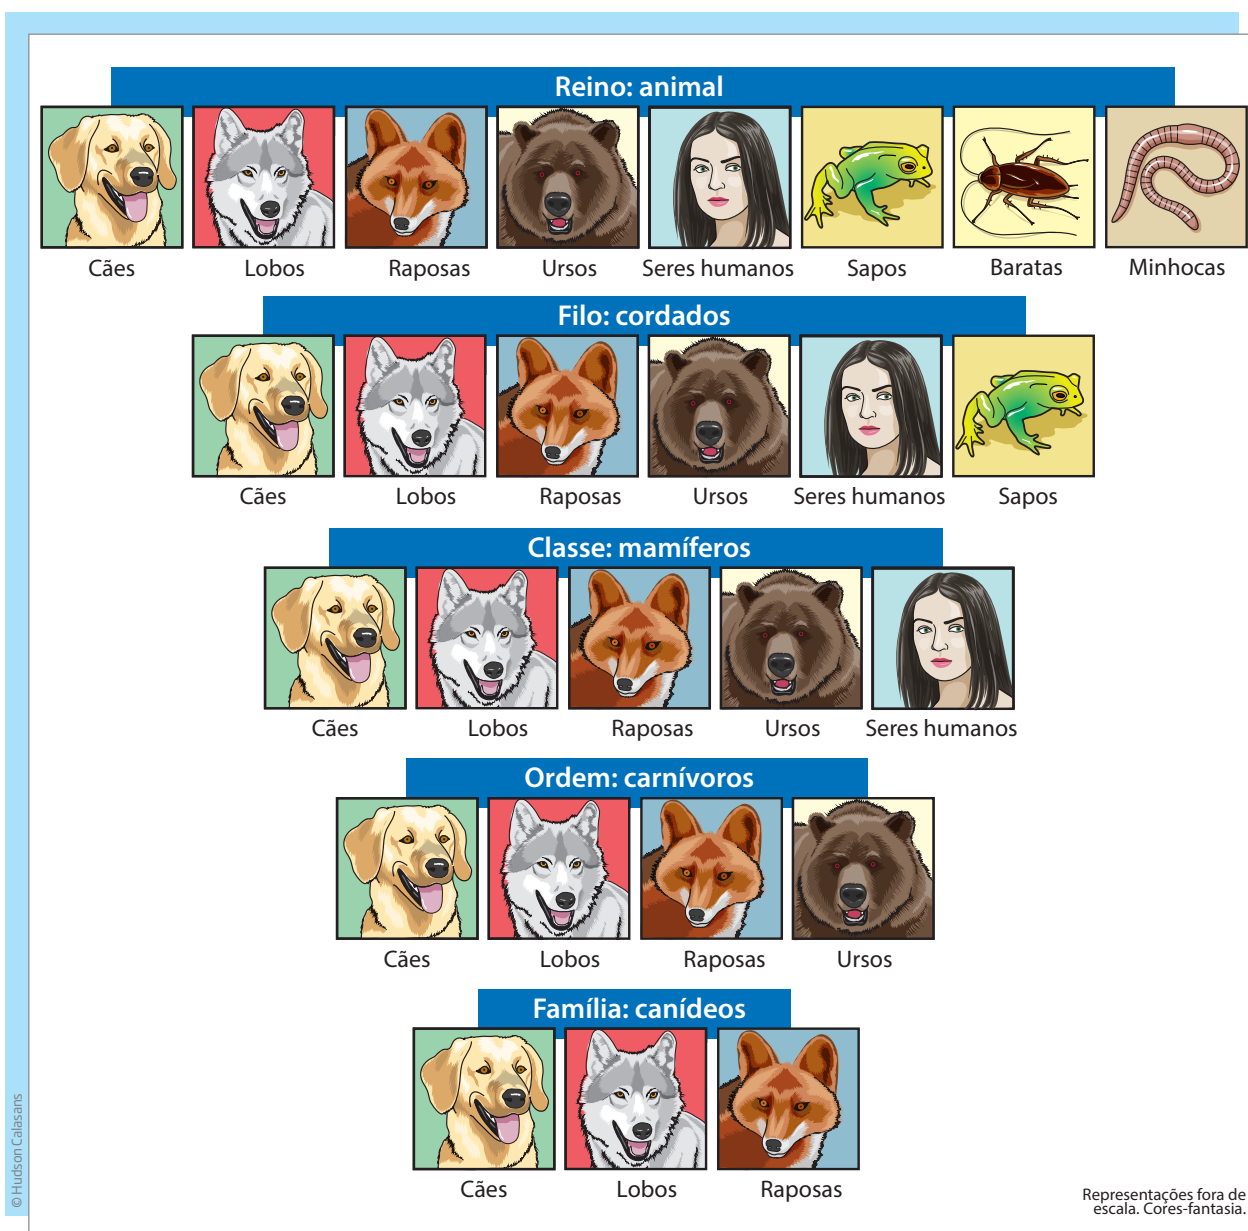 Reino: animal
Cães Lobos Raposas Ursos Seres humanos Sapos Baratas Minhocas
Filo: cordados
Cães Lobos Raposas Ursos Seres humanos Sapos
Classe: mamíferos
Cães Lobos Raposas Ursos Seres humanos
Ordem: carnívoros
Cães Lobos Raposas Ursos
Família: canídeos
Cães Lobos Raposas
© Hudson Calasans
Representações fora de
escala. Cores-fantasia.